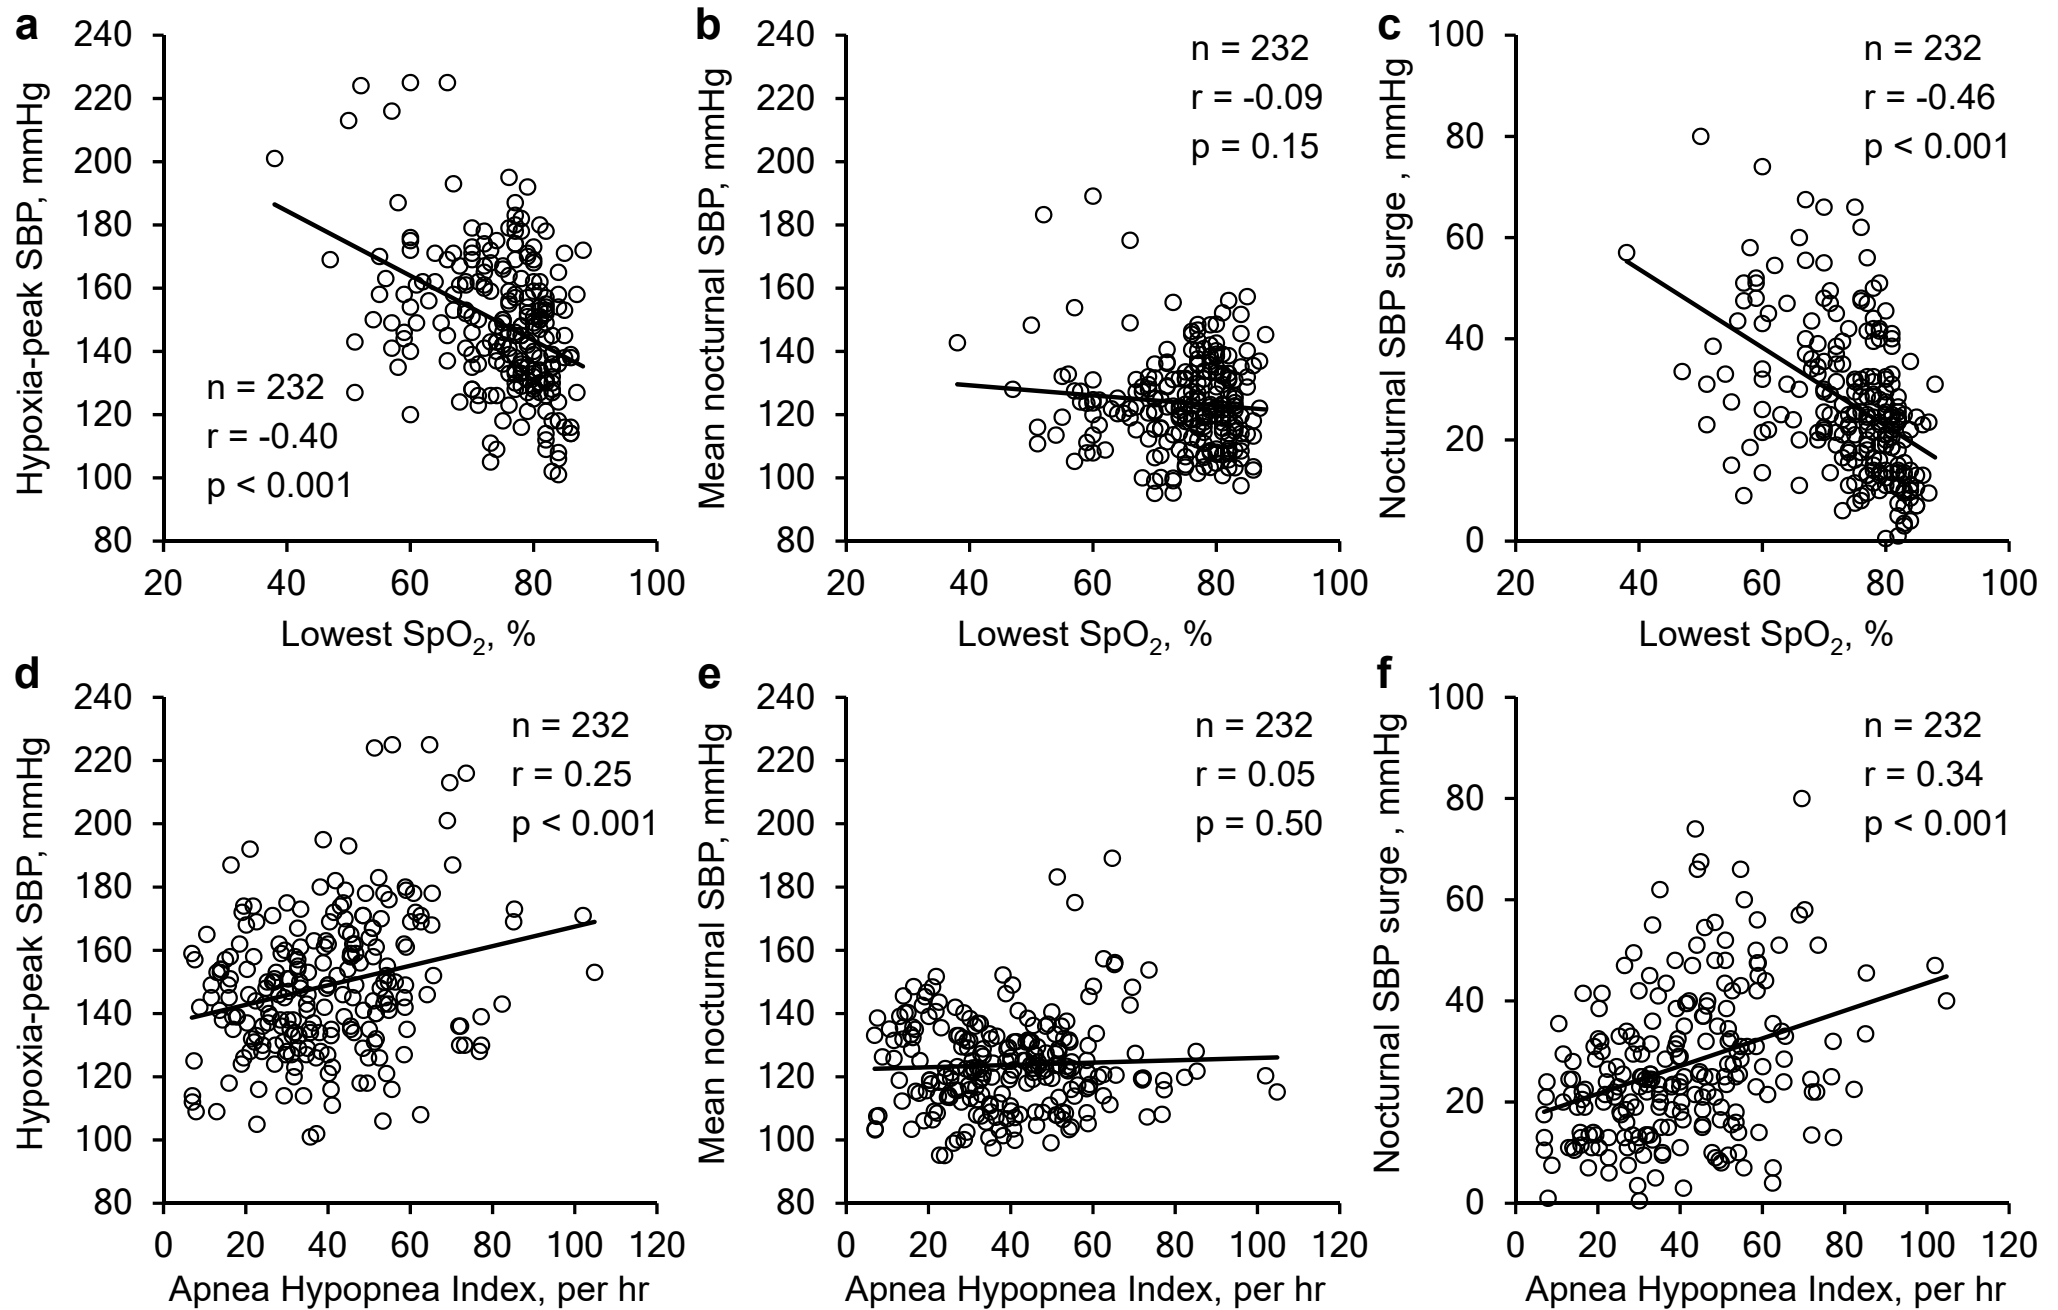 a
240
220
200
180
160
140
120
100
80
Hypoxia-peak SBP, mmHg
n = 232
r = -0.40
p < 0.001
20 40 60 80 100
Lowest SpO₂, %
b
240
220
200
180
160
140
120
100
80
Mean nocturnal SBP, mmHg
n = 232
r = -0.09
p = 0.15
20 40 60 80 100
Lowest SpO₂, %
c
100
80
60
40
20
0
Nocturnal SBP surge , mmHg
n = 232
r = -0.46
p < 0.001
20 40 60 80 100
Lowest SpO₂, %
d
240
220
200
180
160
140
120
100
80
Hypoxia-peak SBP, mmHg
n = 232
r = 0.25
p < 0.001
0 20 40 60 80 100 120
Apnea Hypopnea Index, per hr
e
240
220
200
180
160
140
120
100
80
Mean nocturnal SBP, mmHg
n = 232
r = 0.05
p = 0.50
0 20 40 60 80 100 120
Apnea Hypopnea Index, per hr
f
100
80
60
40
20
0
Nocturnal SBP surge , mmHg
n = 232
r = 0.34
p < 0.001
0 20 40 60 80 100 120
Apnea Hypopnea Index, per hr